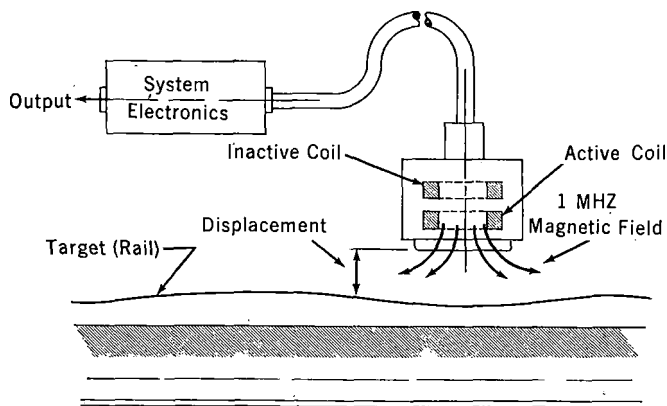 System
Electronics
Output
Inactive Coil
Active Coil
1 MHZ
Magnetic Field
Displacement
Target (Rail)